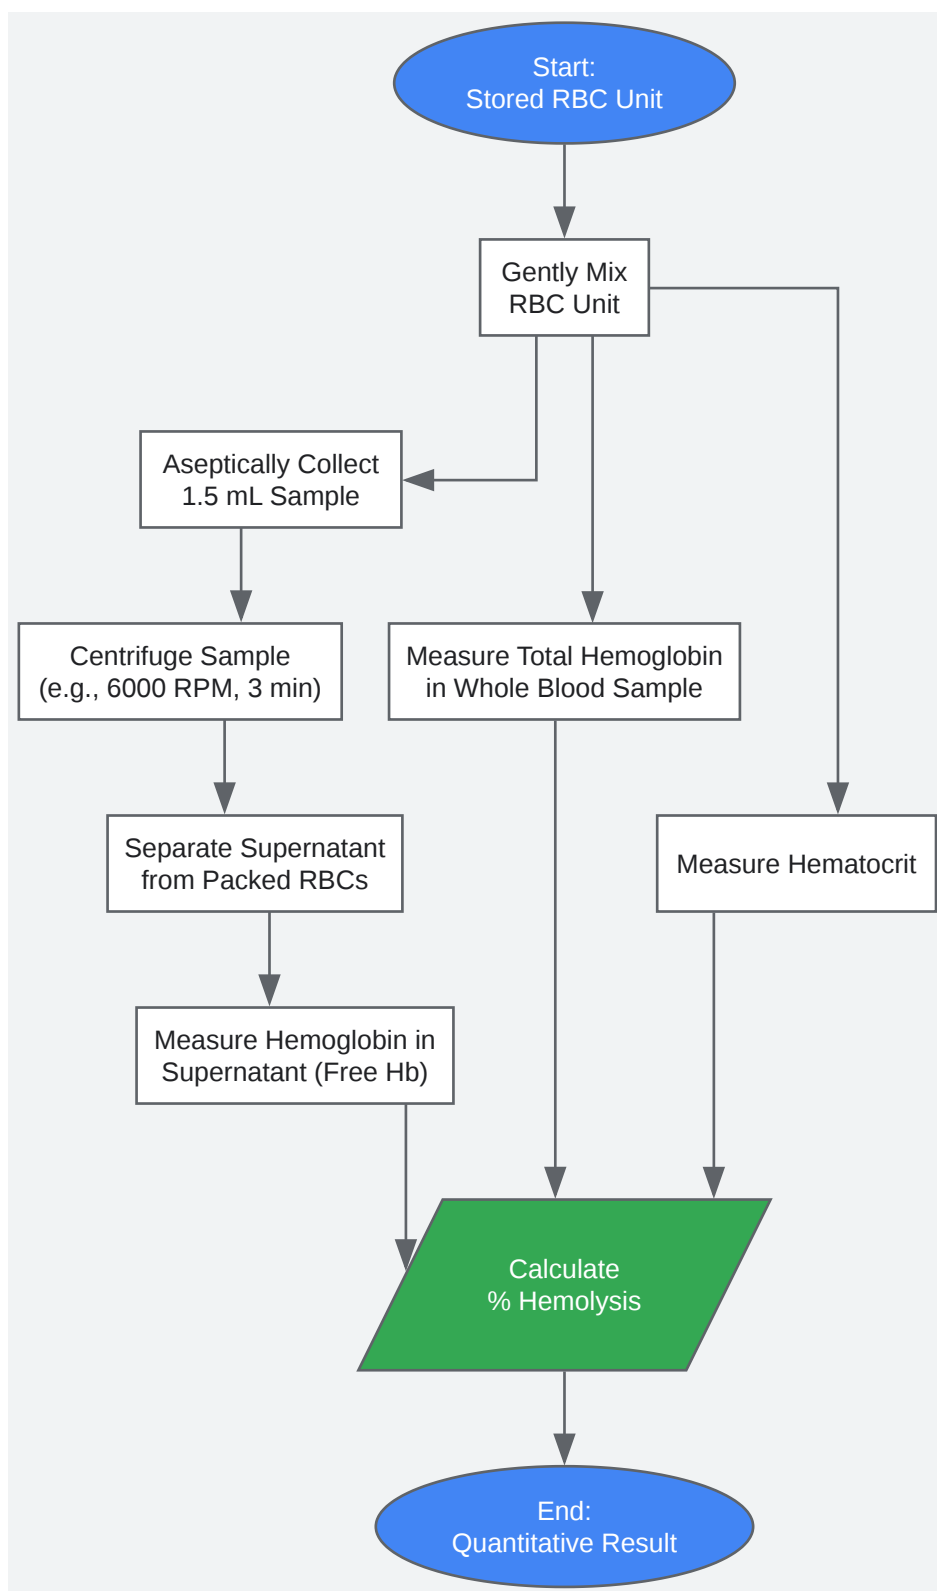 Start:
Stored RBC Unit
Gently Mix
RBC Unit
Aseptically Collect
1.5 mL Sample
Centrifuge Sample
(e.g., 6000 RPM, 3 min)
Measure Total Hemoglobin
in Whole Blood Sample
Separate Supernatant
from Packed RBCs
Measure Hematocrit
Measure Hemoglobin in
Supernatant (Free Hb)
Calculate
% Hemolysis
End:
Quantitative Result